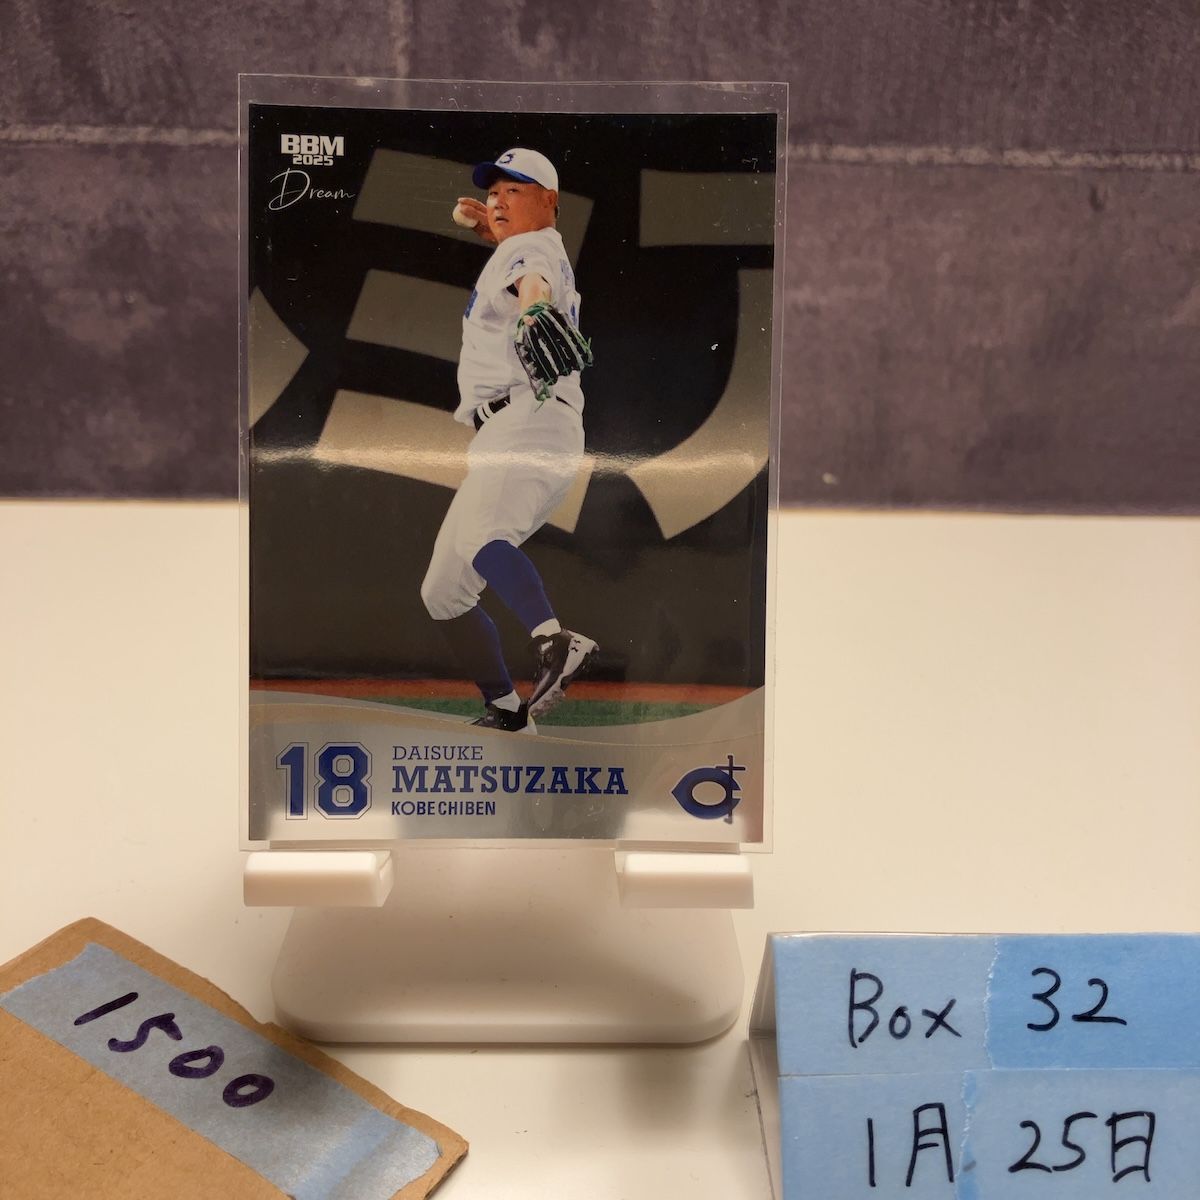 BBM
2025
Dream
18
DAISUKE
MATSUZAKA
KOBE CHIBEN
1500
Box 32
1月 25日